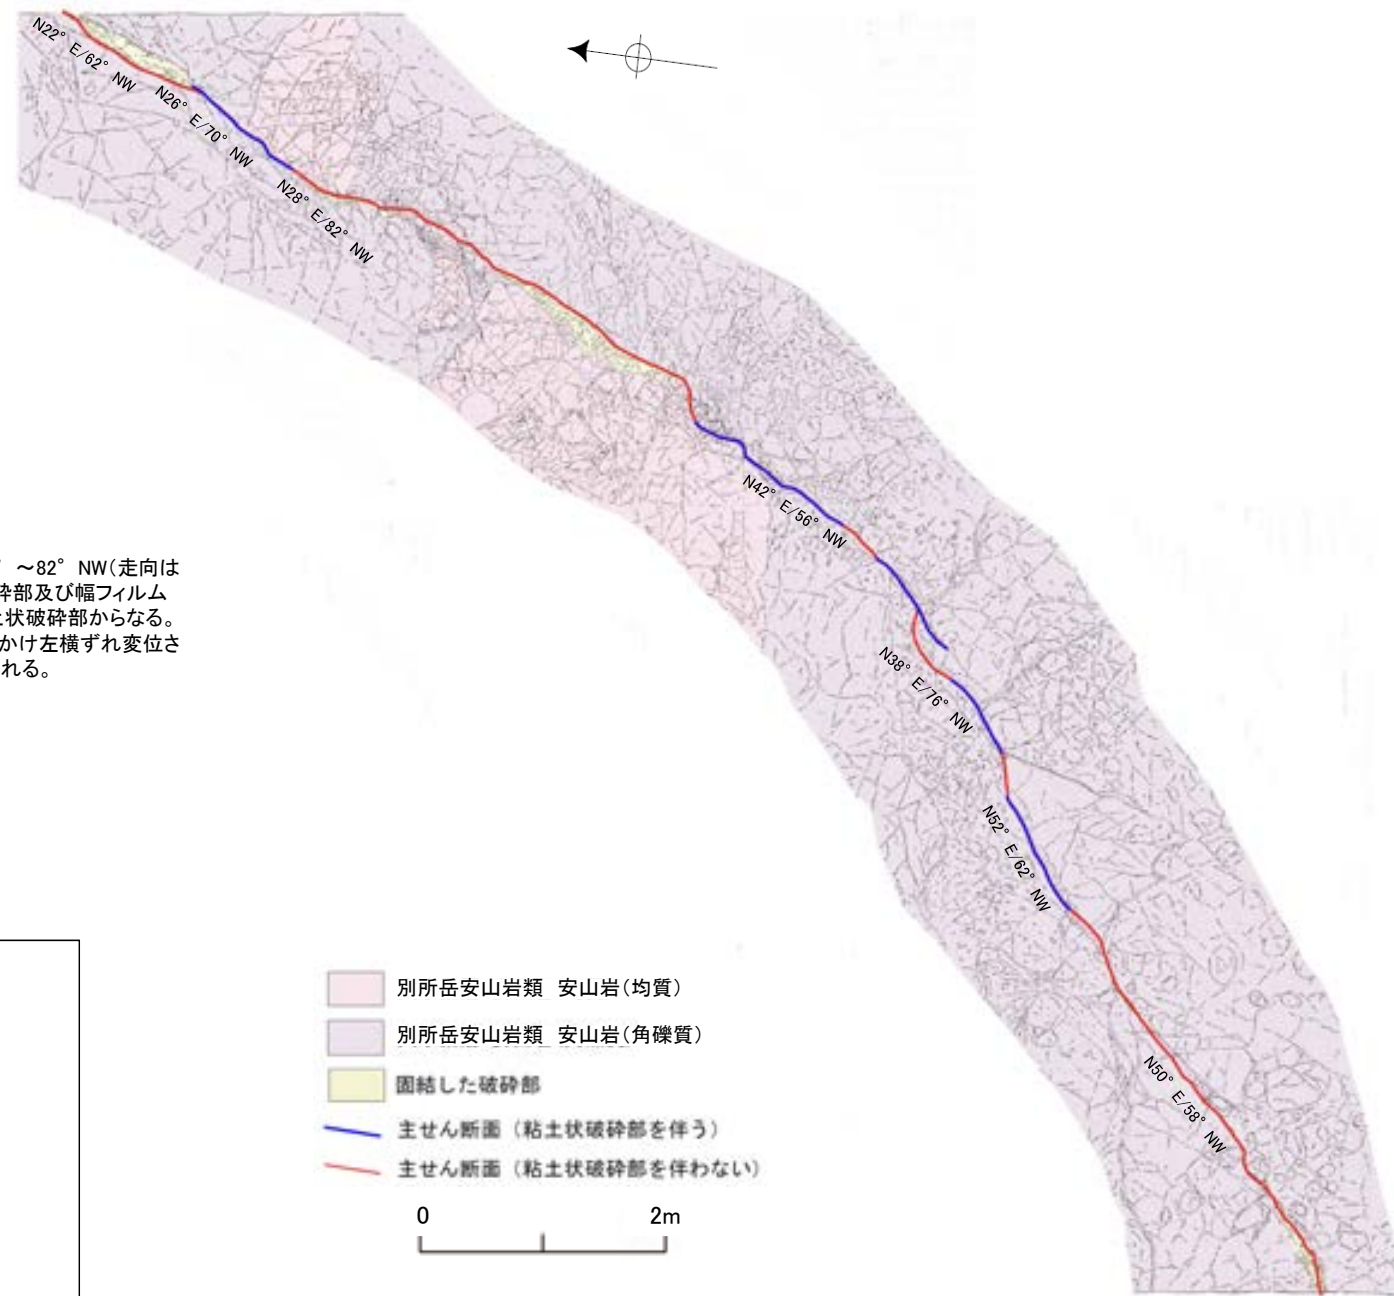 N22° E/62° NW
N26° E/70° NW
N28° E/82° NW
N42° E/56° NW
～82° NW(走向は
砕部及び幅フィルム
土状破砕部からなる。
かけ左横ずれ変位さ
れる。
N38° E/76° NW
N52° E/62° NW
N50° E/58° NW
別所岳安山岩類 安山岩(均質)
別所岳安山岩類 安山岩(角礫質)
固結した破砕部
主せん断面（粘土状破砕部を伴う）
主せん断面（粘土状破砕部を伴わない）
0 2m